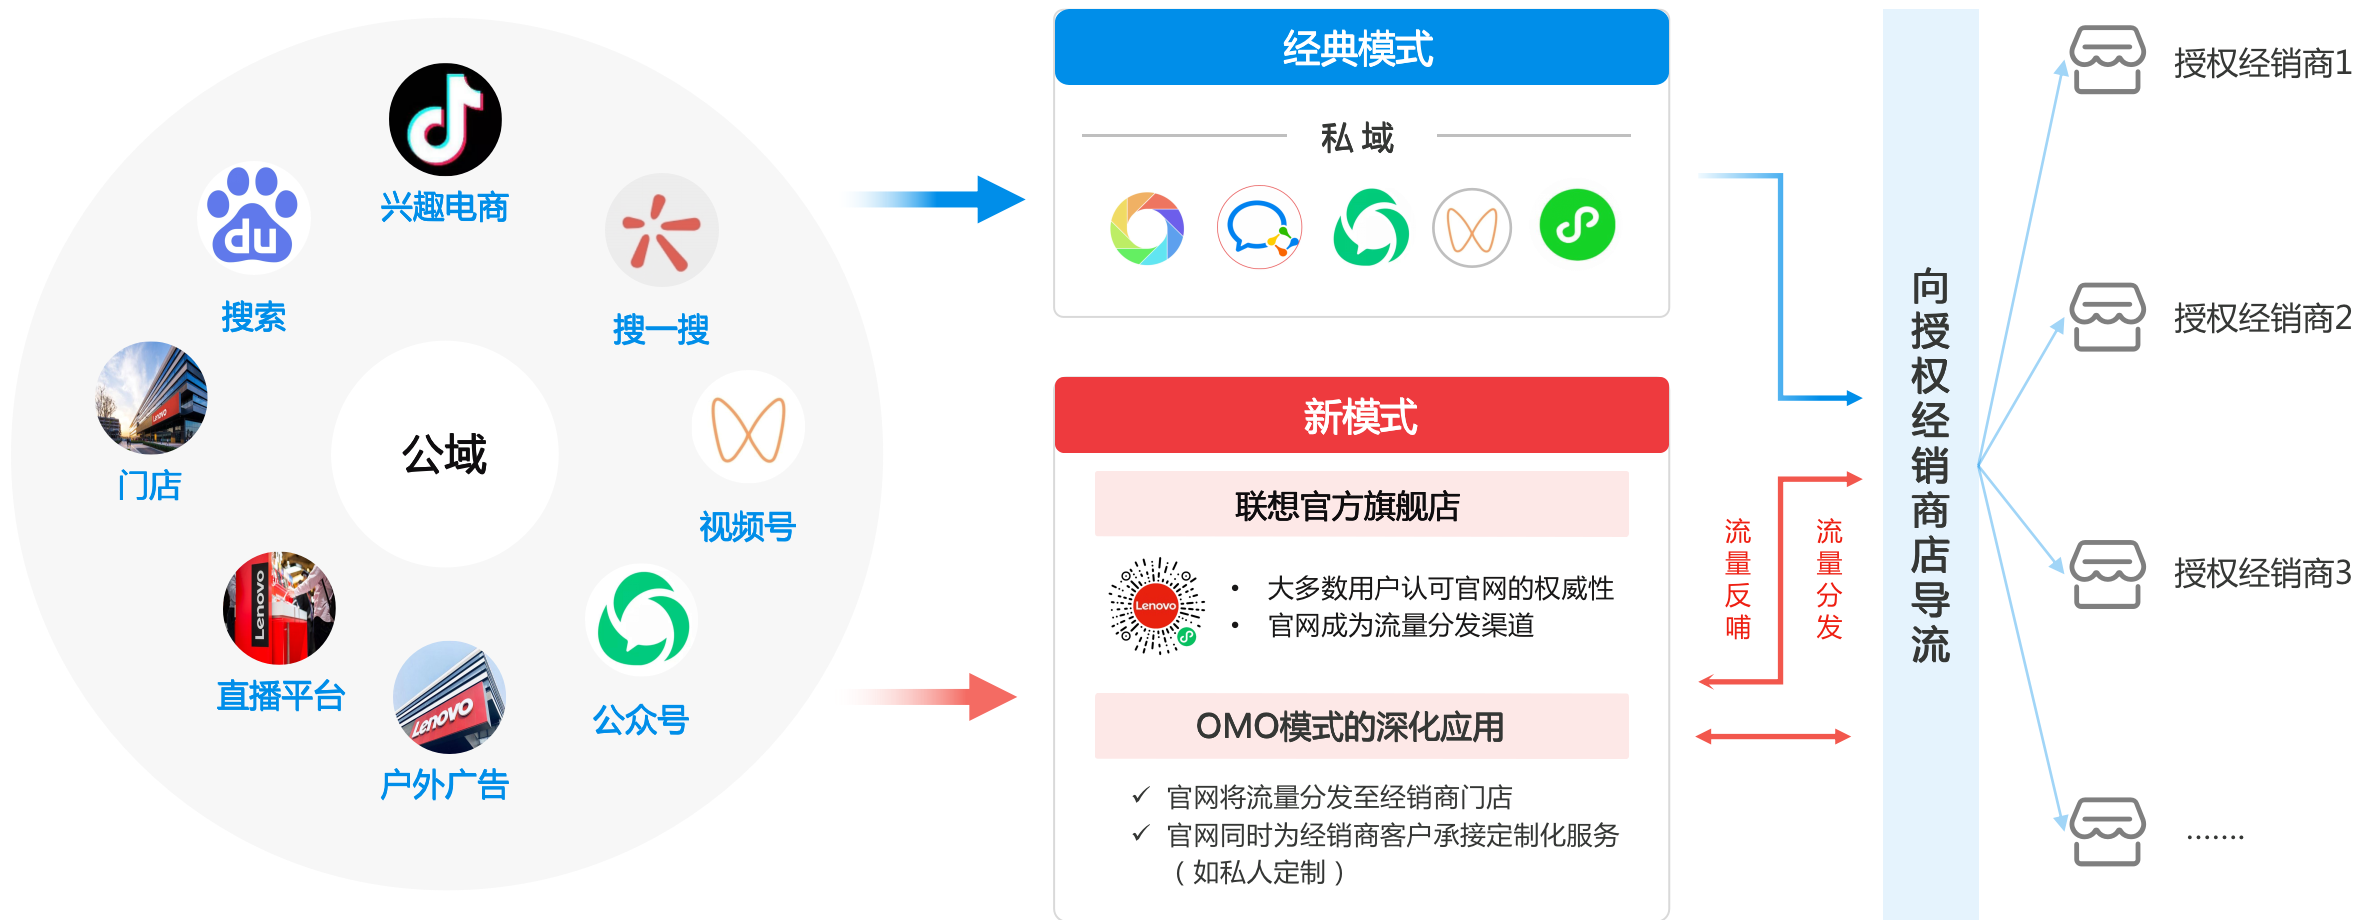 兴趣电商
du
搜索
搜一搜
门店
Lenovo
公域
视频号
Lenovo
直播平台
公众号
Lenovo
户外广告
经典模式
私域
新模式
联想官方旗舰店
Lenovo
• 大多数用户认可官网的权威性
• 官网成为流量分发渠道
OMO模式的深化应用
✓ 官网将流量分发至经销商门店
✓ 官网同时为经销商客户承接定制化服务
（如私人定制）
流量反哺
流量分发
向授权经销商店导流
授权经销商1
授权经销商2
授权经销商3
.......